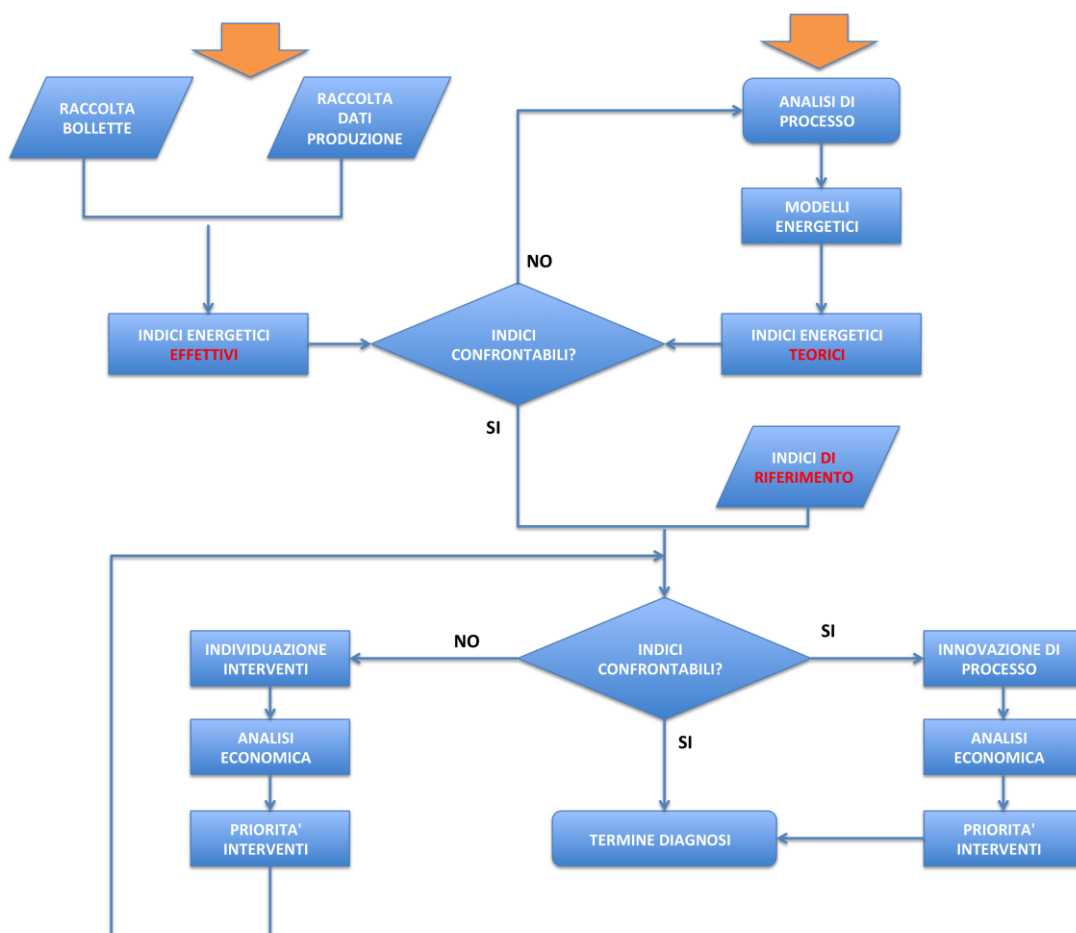 RACCOLTA
BOLLETTE
RACCOLTA
DATI
PRODUZIONE
ANALISI DI
PROCESSO
MODELLI
ENERGETICI
NO
INDICI ENERGETICI
EFFETTIVI
INDICI
CONFRONTABILI?
INDICI ENERGETICI
TEORICI
SI
INDICI DI
RIFERIMENTO
NO
INDICI
CONFRONTABILI?
SI
SI
INDIVIDUAZIONE
INTERVENTI
INNOVAZIONE DI
PROCESSO
ANALISI
ECONOMICA
ANALISI
ECONOMICA
PRIORITA'
INTERVENTI
TERMINE DIAGNOSI
PRIORITA'
INTERVENTI